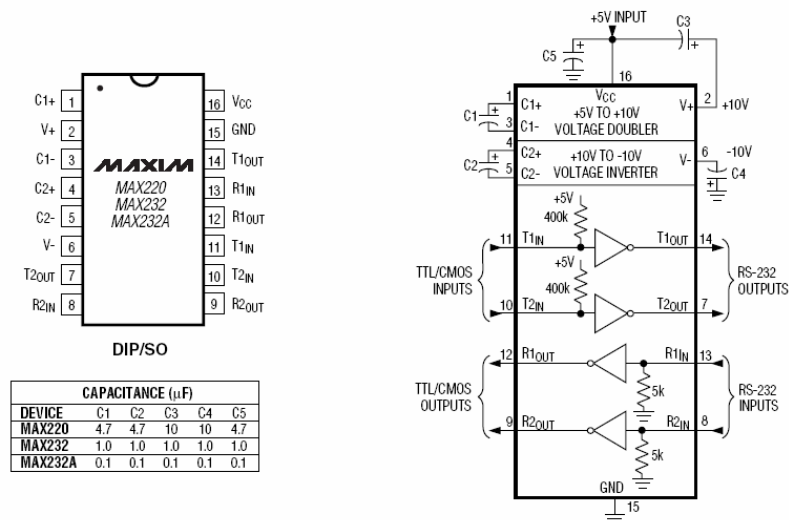 C1+ 1
V+ 2
C1- 3
C2+ 4
C2- 5
V- 6
T2OUT 7
R2IN 8
16 VCC
15 GND
14 T1OUT
13 R1IN
12 R1OUT
11 T1IN
10 T2IN
9 R2OUT
MAXIM
MAX220
MAX232
MAX232A
DIP/SO
CAPACITANCE (μF)
DEVICE C1 C2 C3 C4 C5
MAX220 4.7 4.7 10 10 4.7
MAX232 1.0 1.0 1.0 1.0 1.0
MAX232A 0.1 0.1 0.1 0.1 0.1
+5V INPUT
C3
+
C5
+
16
VCC
1
C1+
C1
+
3
C1-
+5V TO +10V
VOLTAGE DOUBLER
V+
2
+10V
4
C2+
C2
+
5
C2-
+10V TO -10V
VOLTAGE INVERTER
V-
6
-10V
C4
+
+5V
400k
11 T1IN
T1OUT 14
+5V
400k
10 T2IN
T2OUT 7
TTL/CMOS
INPUTS
RS-232
OUTPUTS
12 R1OUT
R1IN 13
5k
9 R2OUT
R2IN 8
5k
TTL/CMOS
OUTPUTS
RS-232
INPUTS
GND
15